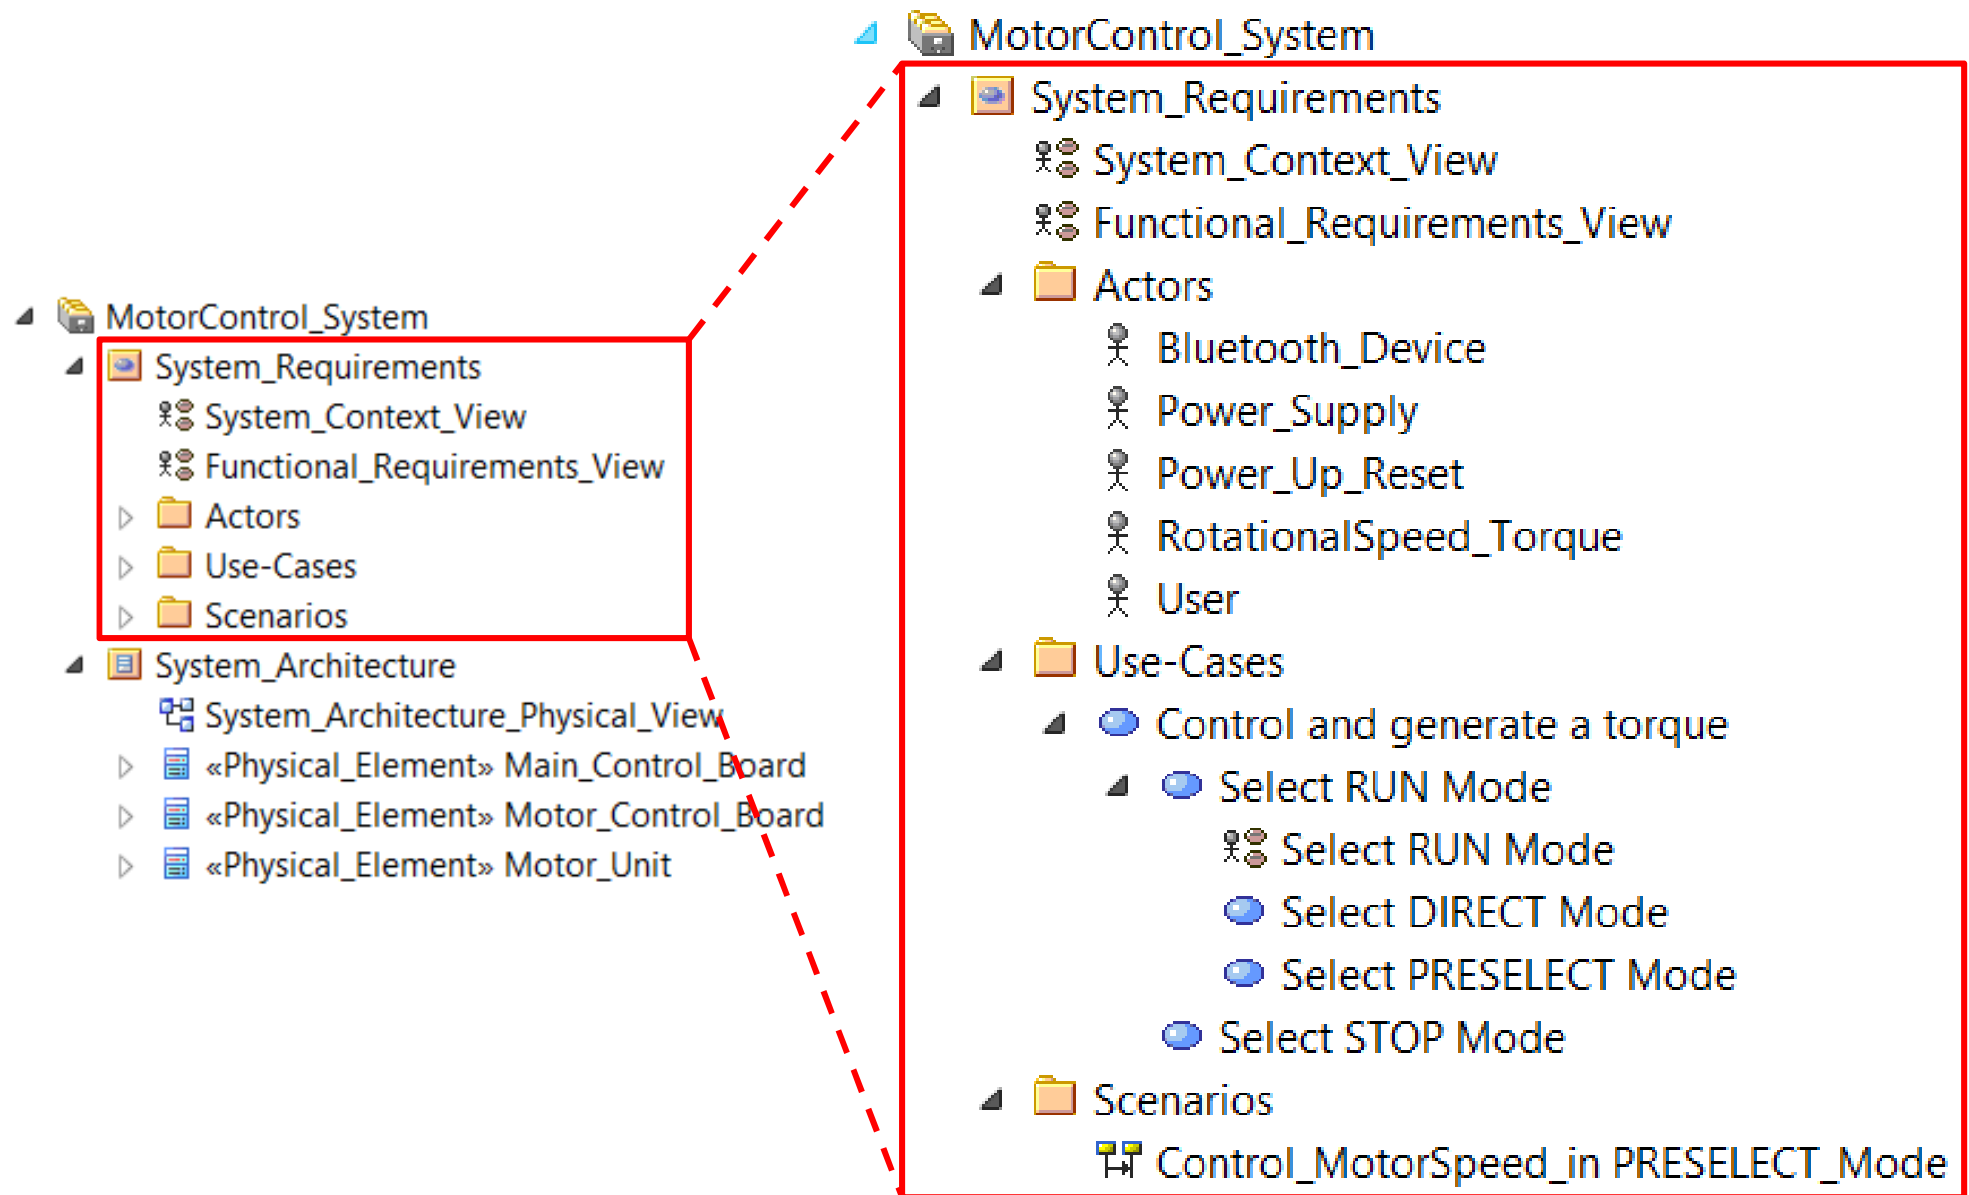 MotorControl_System
System_Requirements
System_Context_View
Functional_Requirements_View
Actors
Use-Cases
Scenarios
System_Architecture
System_Architecture_Physical_View
«Physical_Element» Main_Control_Board
«Physical_Element» Motor_Control_Board
«Physical_Element» Motor_Unit
MotorControl_System
System_Requirements
System_Context_View
Functional_Requirements_View
Actors
Bluetooth_Device
Power_Supply
Power_Up_Reset
RotationalSpeed_Torque
User
Use-Cases
Control and generate a torque
Select RUN Mode
Select RUN Mode
Select DIRECT Mode
Select PRESELECT Mode
Select STOP Mode
Scenarios
Control_MotorSpeed_in PRESELECT_Mode